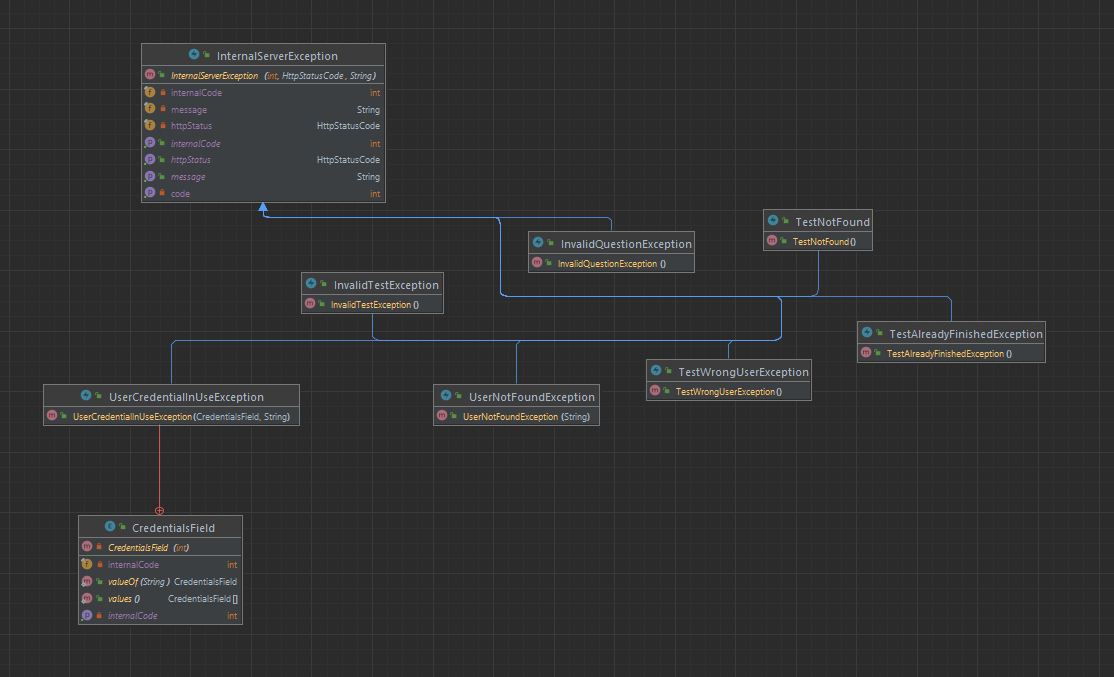 InternalServerException
InternalServerException (int, HttpStatusCode, String)
internalCode int
message String
httpStatus HttpStatusCode
internalCode int
httpStatus HttpStatusCode
message String
code int
TestNotFound
TestNotFound()
InvalidQuestionException
InvalidQuestionException ()
InvalidTestException
InvalidTestException ()
TestAlreadyFinishedException
TestAlreadyFinishedException ()
TestWrongUserException
TestWrongUserException()
UserCredentialInUseException
UserCredentialInUseException(CredentialsField, String)
UserNotFoundException
UserNotFoundException (String)
CredentialsField
CredentialsField (int)
internalCode int
valueOf (String) CredentialsField
values () CredentialsField[]
internalCode int